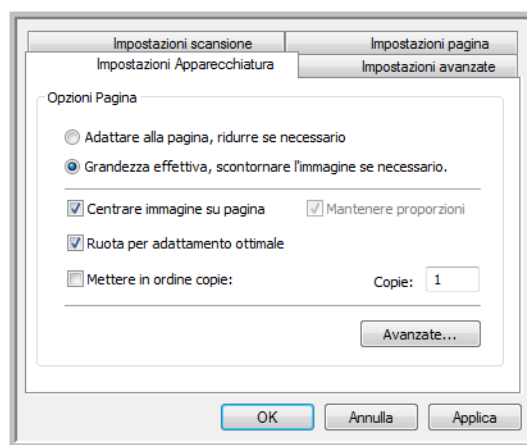 Impostazioni scansione
Impostazioni pagina
Impostazioni Apparecchiatura
Impostazioni avanzate
Opzioni Pagina
Adattare alla pagina, ridurre se necessario
Grandezza effettiva, scontornare l'immagine se necessario.
Centrare immagine su pagina
Mantenere proporzioni
Ruota per adattamento ottimale
Mettere in ordine copie:
Copie: 1
Avanzate...
OK
Annulla
Applica